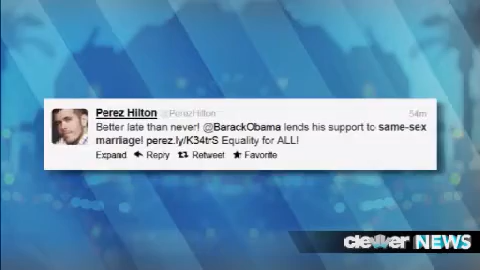 Perez Hilton @PerezHilton 54m
Better late than never! @BarackObama lends his support to same-sex
marriage! perez.ly/K34trS Equality for ALL!
Expand Reply Retweet Favorite
clevver NEWS